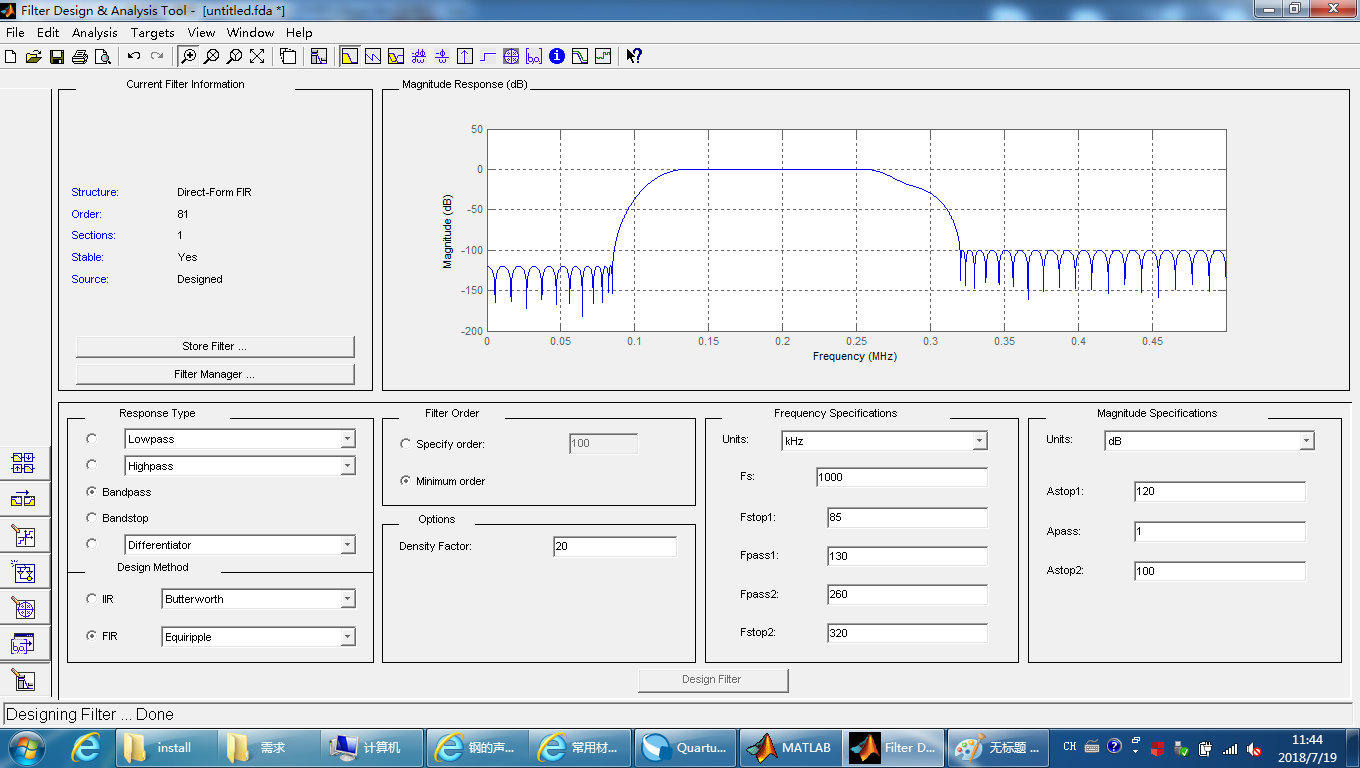 Filter Design & Analysis Tool - [untitled.fda *]
File Edit Analysis Targets View Window Help
Current Filter Information
Structure: Direct-Form FIR
Order: 81
Sections: 1
Stable: Yes
Source: Designed
Store Filter ...
Filter Manager ...
Magnitude Response (dB)
50
0
-50
-100
-150
-200
Magnitude (dB)
0 0.05 0.1 0.15 0.2 0.25 0.3 0.35 0.4 0.45
Frequency (MHz)
Response Type
Lowpass
Highpass
Bandpass
Bandstop
Differentiator
Design Method
IIR Butterworth
FIR Equiripple
Filter Order
Specify order: 100
Minimum order
Options
Density Factor: 20
Frequency Specifications
Units: kHz
Fs: 1000
Fstop1: 85
Fpass1: 130
Fpass2: 260
Fstop2: 320
Magnitude Specifications
Units: dB
Astop1: 120
Apass: 1
Astop2: 100
Design Filter
Designing Filter ... Done
install 需求 计算机 钢的声... 常用材... Quartu... MATLAB Filter D... 无标题 ... CH 11:44
2018/7/19